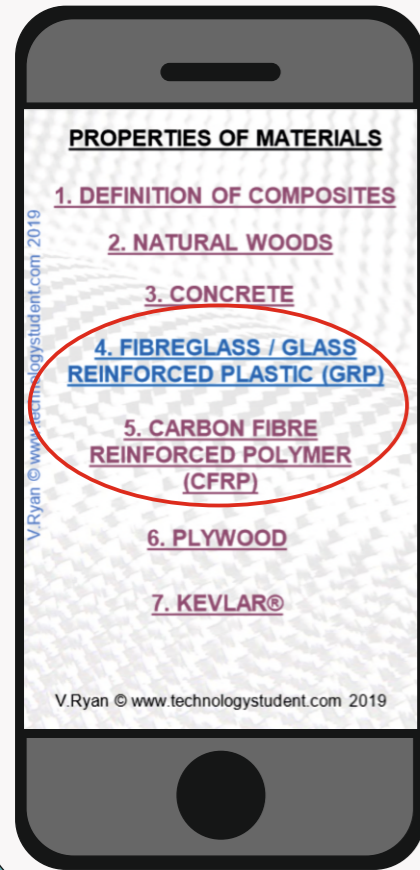 PROPERTIES OF MATERIALS
1. DEFINITION OF COMPOSITES
2. NATURAL WOODS
3. CONCRETE
4. FIBREGLASS / GLASS
REINFORCED PLASTIC (GRP)
5. CARBON FIBRE
REINFORCED POLYMER
(CFRP)
6. PLYWOOD
7. KEVLAR®
V.Ryan © www.technologystudent.com 2019
V.Ryan © www.technologystudent.com 2019